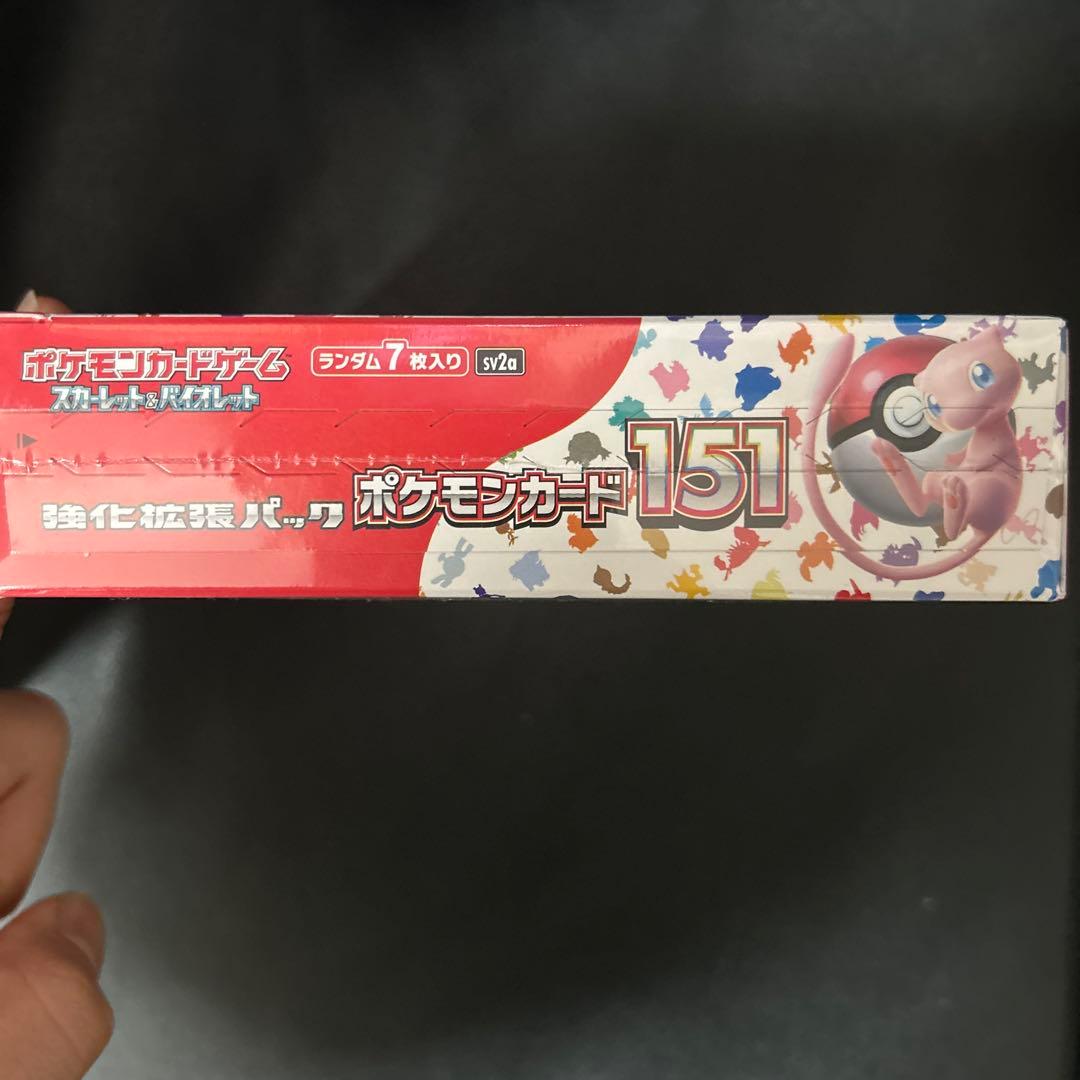 ポケモンカードゲーム™
スカーレット&バイオレット
ランダム7枚入り
sv2a
強化拡張パック
ポケモンカード151